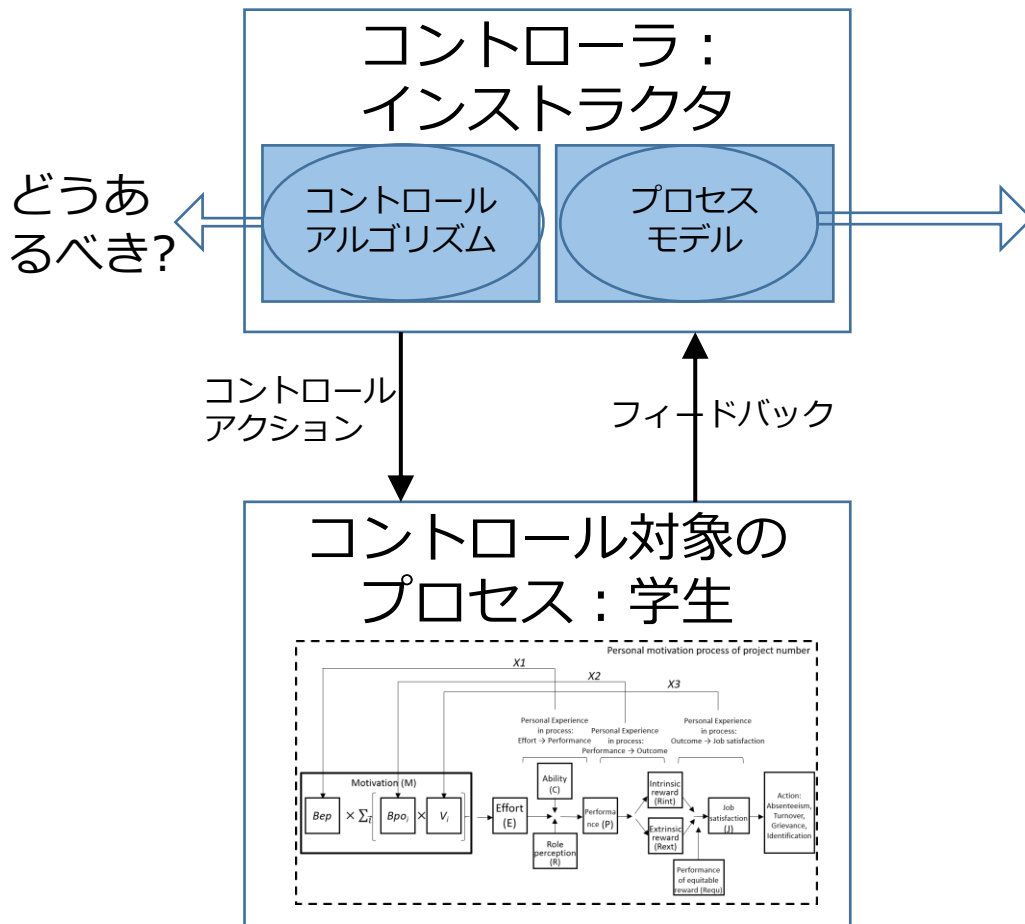 コントローラ：
インストラクタ
どうあ
るべき?
コントロール
アルゴリズム
プロセス
モデル
コントロール
アクション
フィードバック
コントロール対象の
プロセス：学生
Personal motivation process of project number
X1
X2
X3
Personal Experience
in process:
Effort → Performance
Personal Experience
in process:
Performance → Outcome
Personal Experience
in process:
Outcome → Job satisfaction
Motivation (M)
Bep × Σi Bpoi × Vi
Effort
(E)
Ability
(C)
Role
perception
(R)
Performa
nce (P)
Intrinsic
reward
(Rint)
Extrinsic
reward
(Rext)
Job
satisfaction
(J)
Performance
of equitable
reward (Requ)
Action:
Absenteeism,
Turnover,
Grievance,
Identification